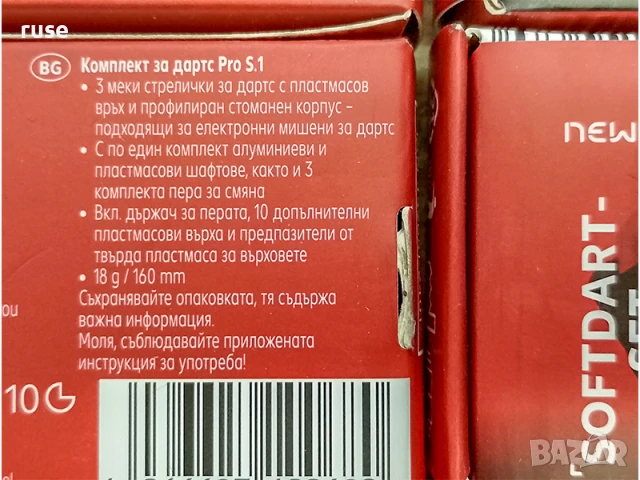 ruse
BG Комплект за дартс Pro S.1
• 3 меки стрелички за дартс с пластмасов
връх и профилиран стоманен корпус –
подходящи за електронни мишени за дартс
• С по един комплект алуминиеви и
пластмасови шафтове, както и 3
комплекта пера за смяна
• Вкл. държач за перата, 10 допълнителни
пластмасови върха и предпазители от
твърда пластмаса за върховете
• 18 g / 160 mm
Съхранявайте опаковката, тя съдържа
важна информация.
Моля, съблюдавайте приложената
инструкция за употреба!
ou
10
NEW
SOFTDART-
SET
BAZAR